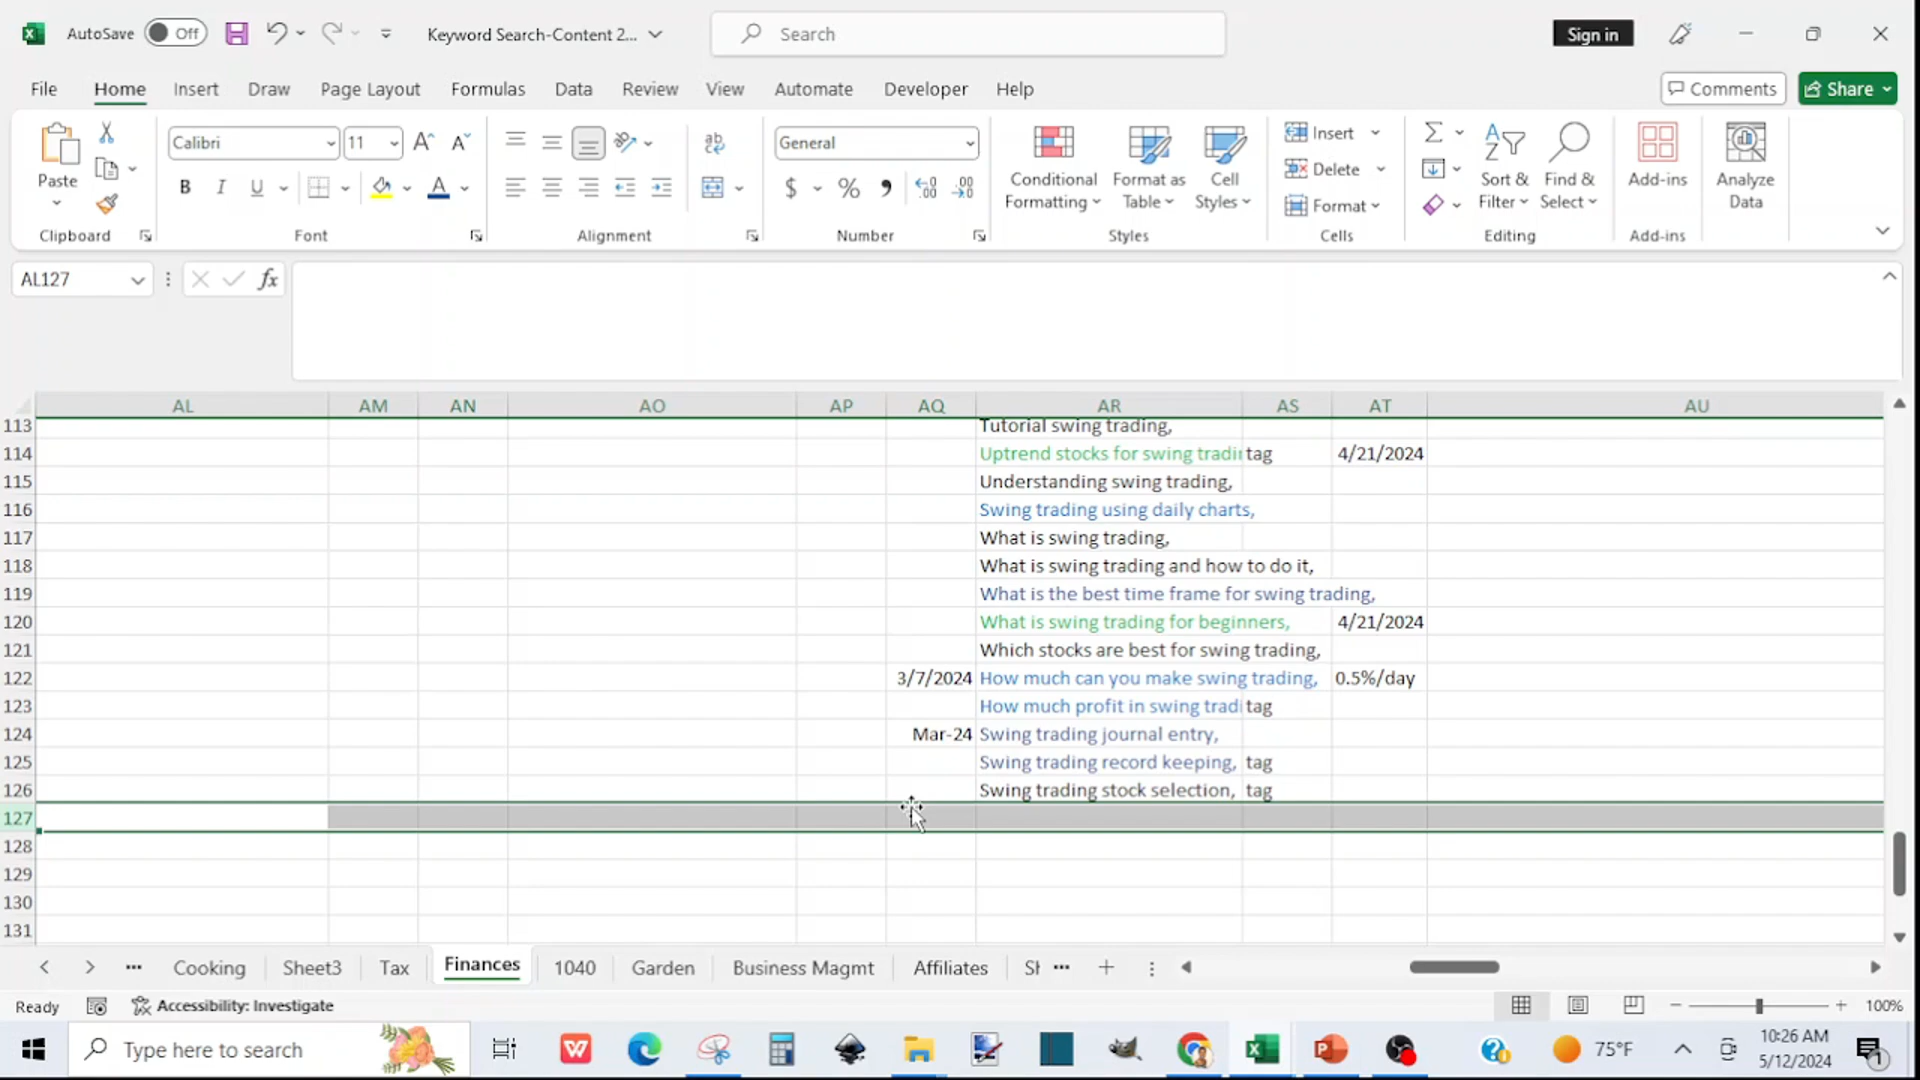 AutoSave Off Keyword Search-Content 2... Search Sign in
File Home Insert Draw Page Layout Formulas Data Review View Automate Developer Help Comments Share
Paste
Clipboard
Calibri 11
B I U A
Font
ab
Alignment
General
$ % ,
Number
Conditional Formatting
Format as Table
Cell Styles
Styles
Insert
Delete
Format
Cells
Sort & Filter
Find & Select
Editing
Add-ins
Add-ins
Analyze Data
AL127 fx
AL AM AN AO AP AQ AR AS AT AU
113 Tutorial swing trading,
114 Uptrend stocks for swing tradi tag 4/21/2024
115 Understanding swing trading,
116 Swing trading using daily charts,
117 What is swing trading,
118 What is swing trading and how to do it,
119 What is the best time frame for swing trading,
120 What is swing trading for beginners, 4/21/2024
121 Which stocks are best for swing trading,
122 3/7/2024 How much can you make swing trading, 0.5%/day
123 How much profit in swing tradi tag
124 Mar-24 Swing trading journal entry,
125 Swing trading record keeping, tag
126 Swing trading stock selection, tag
127
128
129
130
131
... Cooking Sheet3 Tax Finances 1040 Garden Business Magmt Affiliates Sh ...
Ready Accessibility: Investigate 100%
Type here to search 75°F 10:26 AM
5/12/2024 1